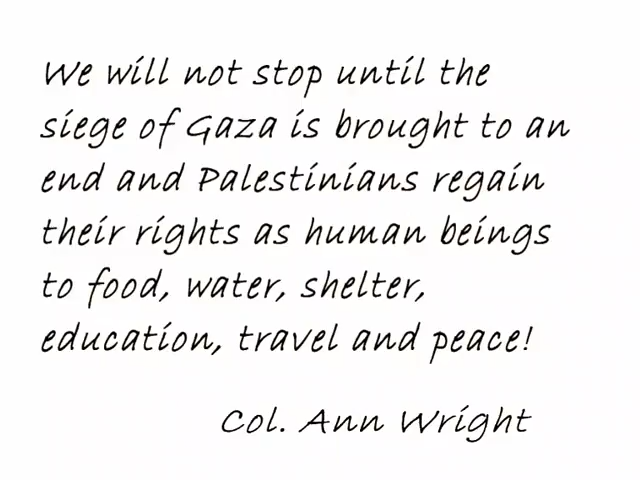 We will not stop until the
siege of Gaza is brought to an
end and Palestinians regain
their rights as human beings
to food, water, shelter,
education, travel and peace!
Col. Ann Wright